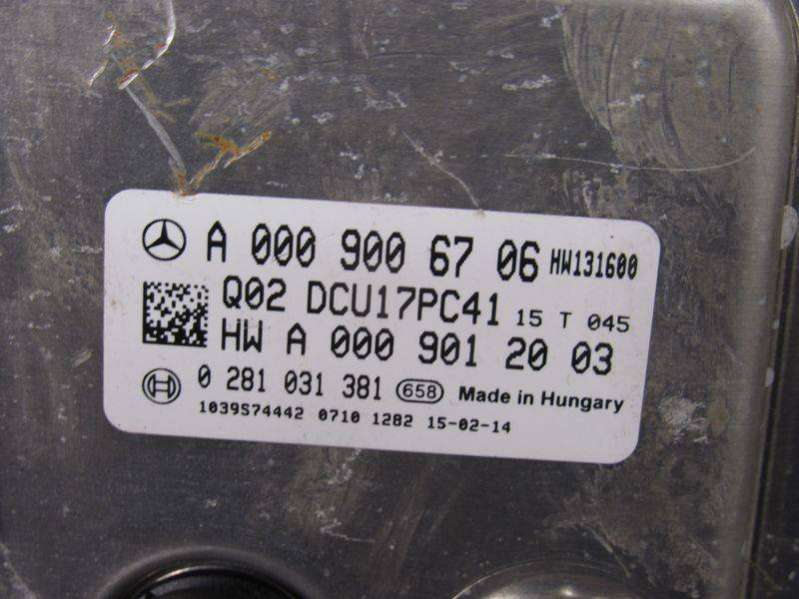 A 000 900 67 06 HW131600
Q02 DCU17PC41 15 T 045
HW A 000 901 20 03
0 281 031 381 658 Made in Hungary
1039S74442 0710 1282 15-02-14